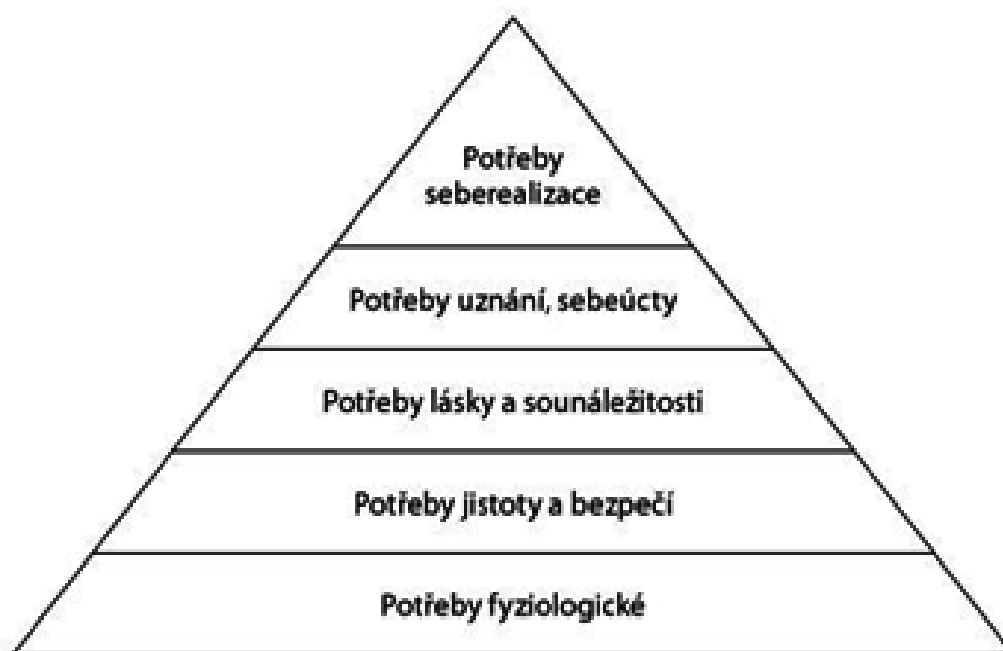 Potřeby
seberealizace
Potřeby uznání, sebeúcty
Potřeby lásky a sounáležitosti
Potřeby jistoty a bezpečí
Potřeby fyziologické